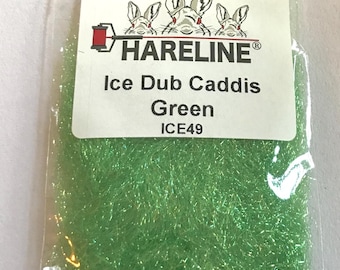 HARELINE®
Ice Dub Caddis
Green
ICE49